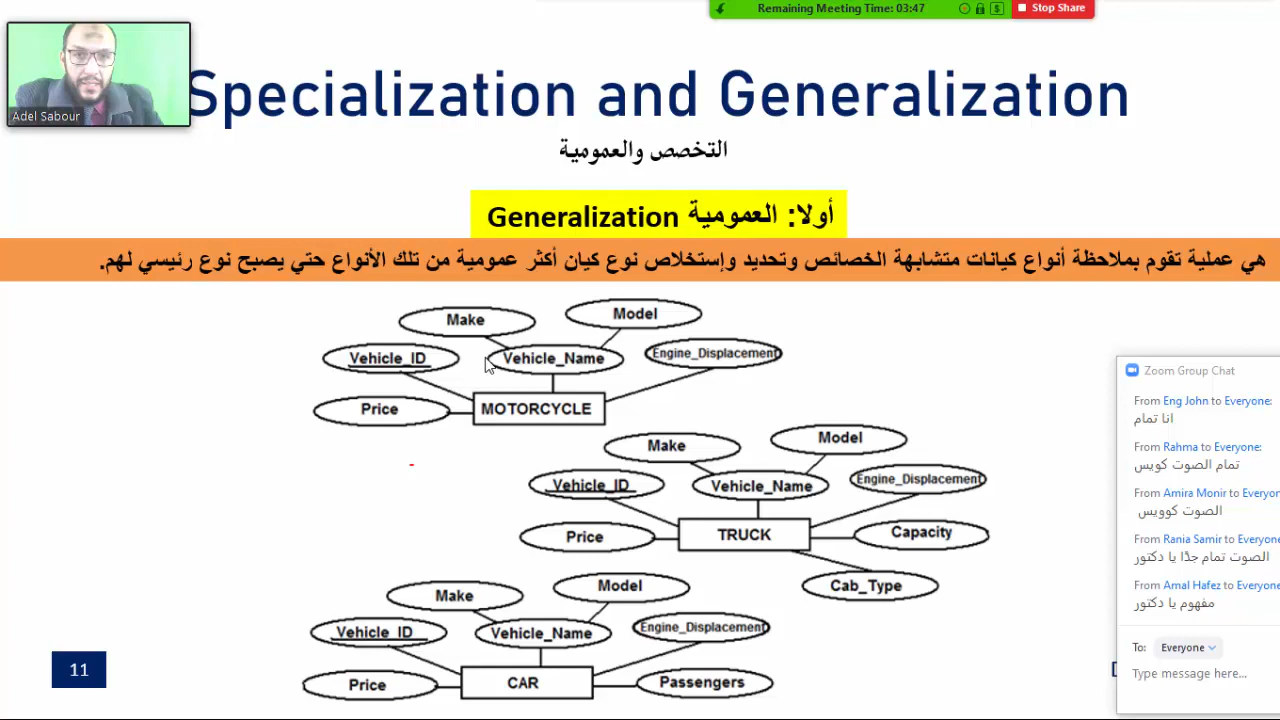 Remaining Meeting Time: 03:47
Stop Share
Adel Sabour
Specialization and Generalization
التخصص والعمومية
أولا: العمومية Generalization
هي عملية تقوم بملاحظة أنواع كيانات متشابهة الخصائص وتحديد وإستخلاص نوع كيان أكثر عمومية من تلك الأنواع حتي يصبح نوع رئيسي لهم.
Make
Model
Vehicle_ID
Vehicle_Name
Engine_Displacement
Price
MOTORCYCLE
Make
Model
Vehicle_ID
Vehicle_Name
Engine_Displacement
Price
TRUCK
Capacity
Cab_Type
Make
Model
Vehicle_ID
Vehicle_Name
Engine_Displacement
Price
CAR
Passengers
11
Zoom Group Chat
From Eng John to Everyone:
انا تمام
From Rahma to Everyone:
تمام الصوت كويس
From Amira Monir to Everyon
الصوت كوويس
From Rania Samir to Everyone
الصوت تمام جدًا يا دكتور
From Amal Hafez to Everyone
مفهوم يا دكتور
To: Everyone
Type message here...